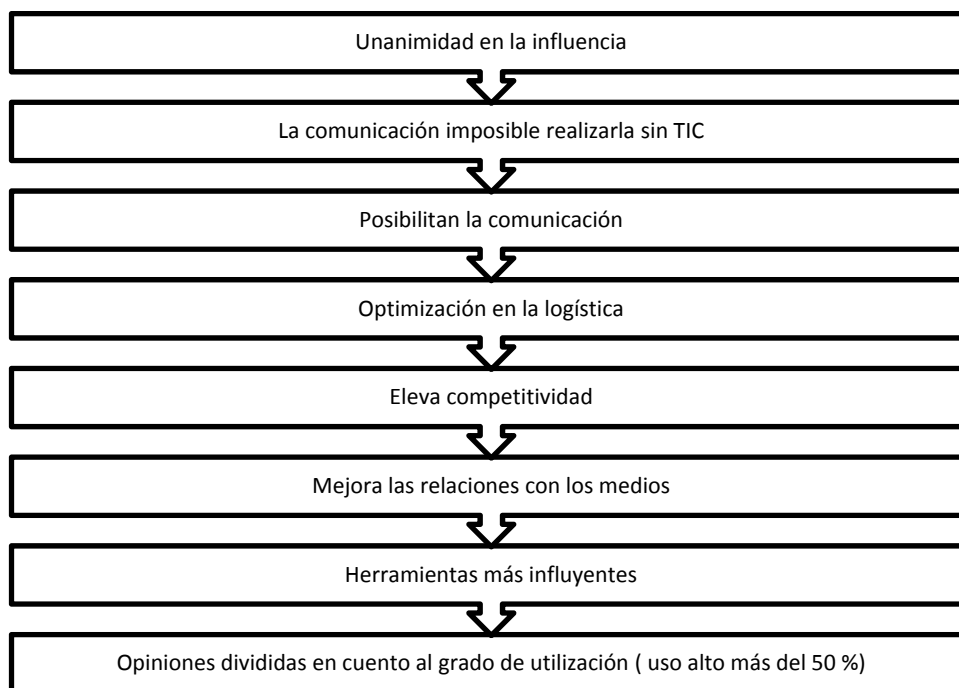 Unanimidad en la influencia
La comunicación imposible realizarla sin TIC
Posibilitan la comunicación
Optimización en la logística
Eleva competitividad
Mejora las relaciones con los medios
Herramientas más influyentes
Opiniones divididas en cuento al grado de utilización ( uso alto más del 50 %)